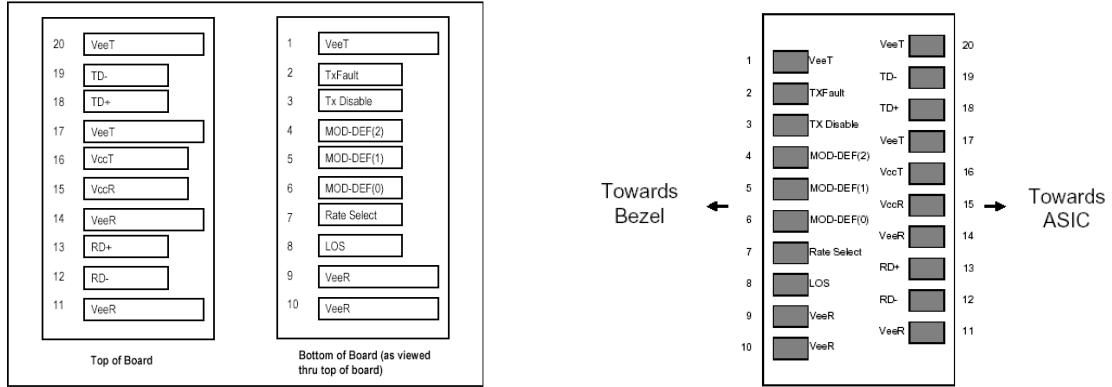 20 VeeT
19 TD-
18 TD+
17 VeeT
16 VccT
15 VccR
14 VeeR
13 RD+
12 RD-
11 VeeR
Top of Board
1 VeeT
2 TxFault
3 Tx Disable
4 MOD-DEF(2)
5 MOD-DEF(1)
6 MOD-DEF(0)
7 Rate Select
8 LOS
9 VeeR
10 VeeR
Bottom of Board (as viewed
thru top of board)
Towards
Bezel
1 VeeT
2 TXFault
3 TX Disable
4 MOD-DEF(2)
5 MOD-DEF(1)
6 MOD-DEF(0)
7 Rate Select
8 LOS
9 VeeR
10 VeeR
VeeT 20
TD- 19
TD+ 18
VeeT 17
VccT 16
VccR 15
VeeR 14
RD+ 13
RD- 12
VeeR 11
Towards
ASIC